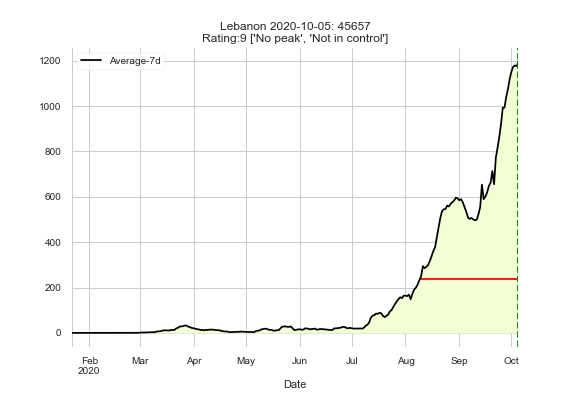 Lebanon 2020-10-05: 45657
Rating:9 ['No peak', 'Not in control']
Average-7d
1200
1000
800
600
400
200
0
Feb Mar Apr May Jun Jul Aug Sep Oct
2020
Date